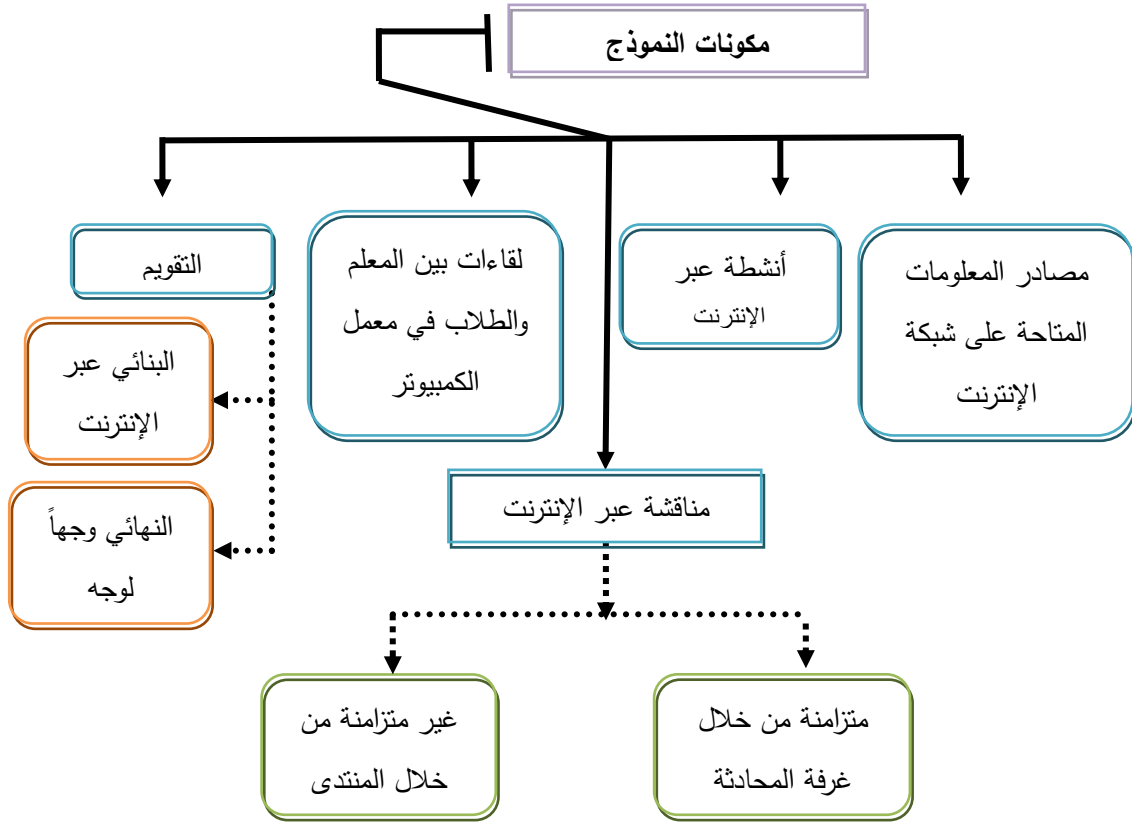 مكونات النموذج
مصادر المعلومات
المتاحة على شبكة
الإنترنت
أنشطة عبر
الإنترنت
لقاءات بين المعلم
والطلاب في معمل
الكمبيوتر
التقويم
البنائي عبر
الإنترنت
النهائي وجهاً
لوجه
مناقشة عبر الإنترنت
متزامنة من خلال
غرفة المحادثة
غير متزامنة من
خلال المنتدى